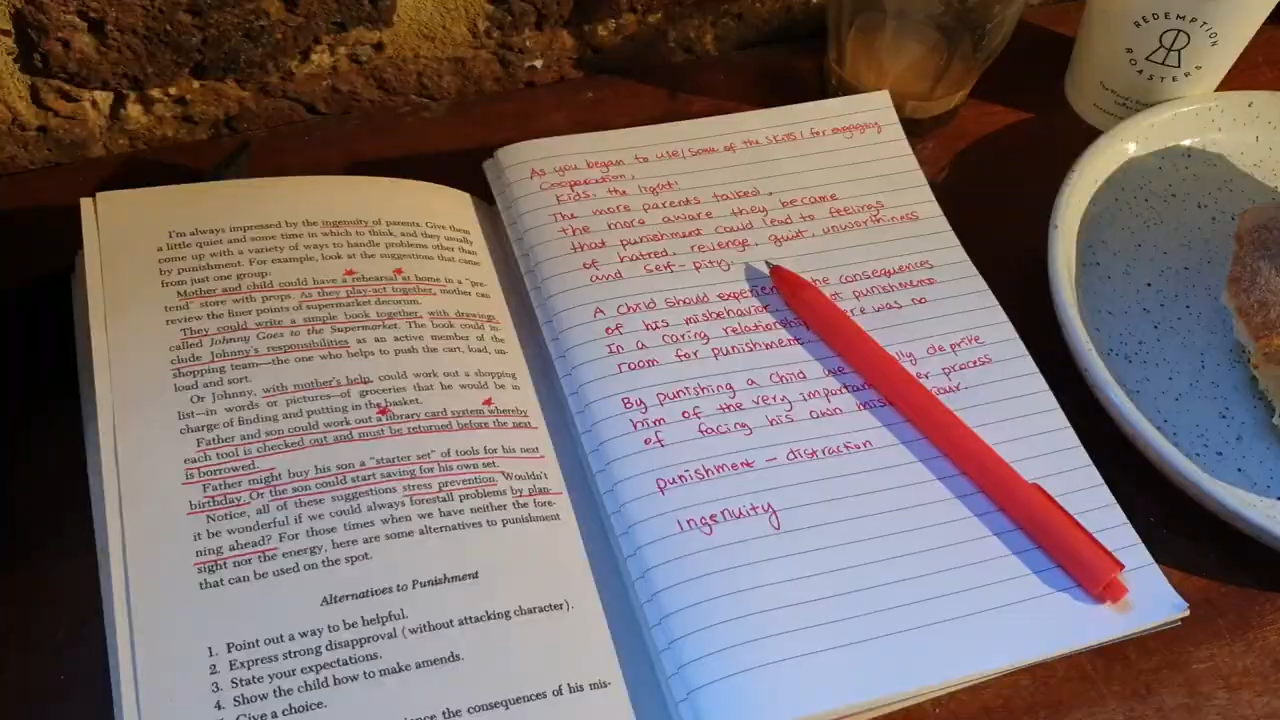 I'm always impressed by the ingenuity of parents. Give them
a little quiet and some time in which to think, and they usually
come up with a variety of ways to handle problems other than
by punishment. For example, look at the suggestions that came
from just one group:
Mother and child could have a rehearsal at home in a "pre-
tend" store with props. As they play-act together, mother can
review the finer points of supermarket decorum.
They could write a simple book together, with drawings,
called Johnny Goes to the Supermarket. The book could in-
clude Johnny's responsibilities as an active member of the
shopping team—the one who helps to push the cart, load, un-
load and sort.
Or Johnny, with mother's help, could work out a shopping
list—in words or pictures—of groceries that he would be in
charge of finding and putting in the basket.
Father and son could work out a library card system whereby
each tool is checked out and must be returned before the next
is borrowed.
Father might buy his son a "starter set" of tools for his next
birthday. Or the son could start saving for his own set.
Notice, all of these suggestions stress prevention. Wouldn't
it be wonderful if we could always forestall problems by plan-
ning ahead? For those times when we have neither the fore-
sight nor the energy, here are some alternatives to punishment
that can be used on the spot.
Alternatives to Punishment
1. Point out a way to be helpful.
2. Express strong disapproval (without attacking character).
3. State your expectations.
4. Show the child how to make amends.
Give a choice.
the consequences of his mis-
As you began to use/some of the skills/for engaging
Cooperation,
Kids, the light!
The more parents talked,
the more aware they became
that punishment could lead to feelings
of hatred, revenge, guilt, unworthiness
and self-pity.
A child should experience the consequences
of his misbehavior, not punishment.
In a caring relationship there was no
room for punishment
By punishing a child we deprive
him of the very important process
of facing his own
punishment - distraction
Ingenuity
REDEMPTION
ROASTERS